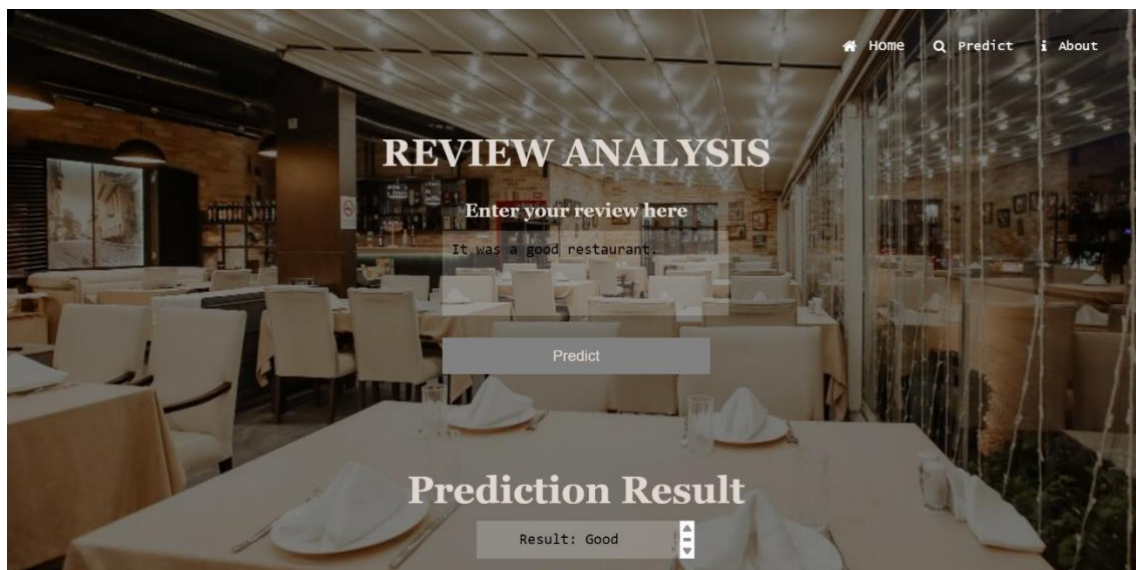 Home Predict About
REVIEW ANALYSIS
Enter your review here
It was a good restaurant.
Predict
Prediction Result
Result: Good